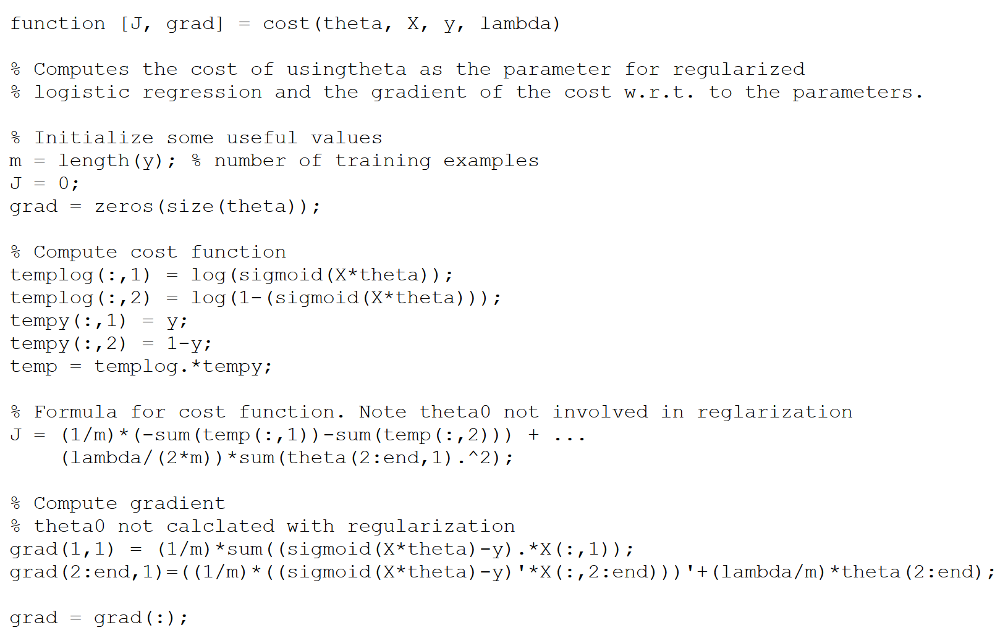 function [J, grad] = cost(theta, X, y, lambda)
% Computes the cost of usingtheta as the parameter for regularized
% logistic regression and the gradient of the cost w.r.t. to the parameters.
% Initialize some useful values
m = length(y); % number of training examples
J = 0;
grad = zeros(size(theta));
% Compute cost function
templog(:,1) = log(sigmoid(X*theta));
templog(:,2) = log(1-(sigmoid(X*theta)));
tempy(:,1) = y;
tempy(:,2) = 1-y;
temp = templog.*tempy;
% Formula for cost function. Note theta0 not involved in reglarization
J = (1/m)*(-sum(temp(:,1))-sum(temp(:,2))) + ...
(lambda/(2*m))*sum(theta(2:end,1).^2);
% Compute gradient
% theta0 not calclated with regularization
grad(1,1) = (1/m)*sum((sigmoid(X*theta)-y).*X(:,1));
grad(2:end,1)=((1/m)*((sigmoid(X*theta)-y)'*X(:,2:end)))'+(lambda/m)*theta(2:end);
grad = grad(:);